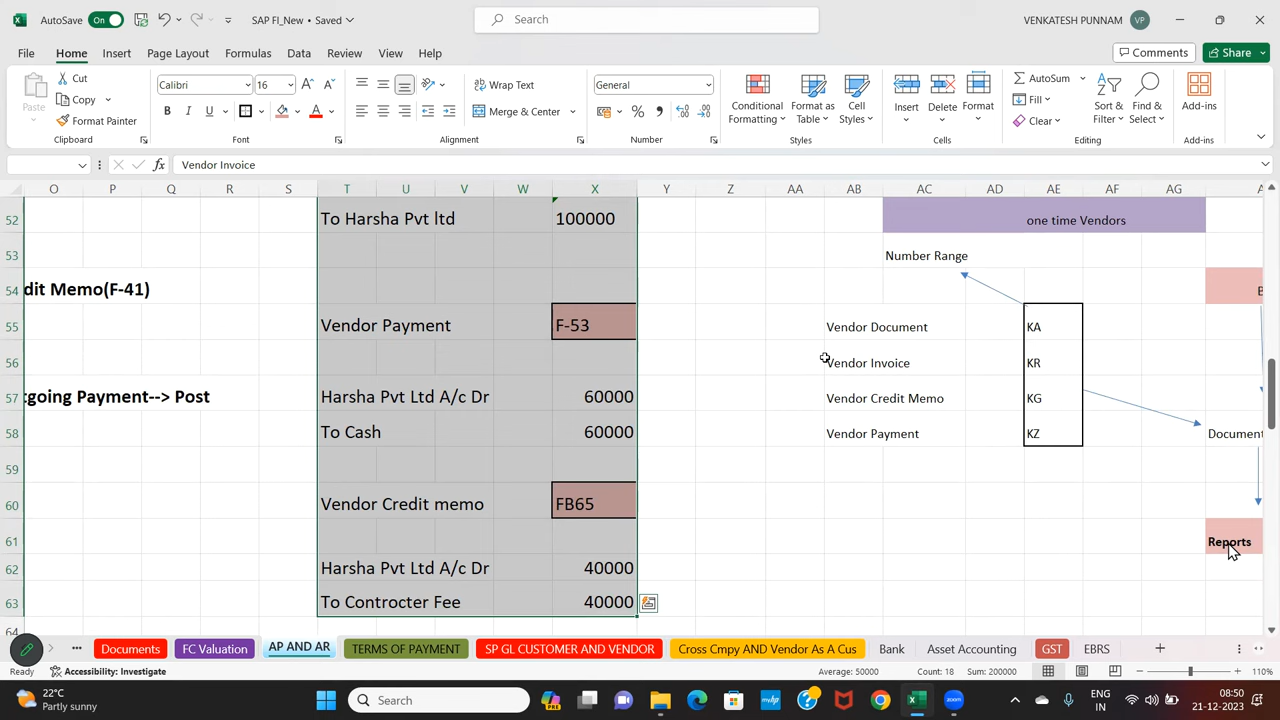 AutoSave On
SAP FI_New • Saved
Search
VENKATESH PUNNAM VP
File Home Insert Page Layout Formulas Data Review View Help
Comments Share
Paste
Cut
Copy
Format Painter
Clipboard
Calibri 16
B I U
Font
Wrap Text
Merge & Center
Alignment
General
Number
Conditional Formatting
Format as Table
Cell Styles
Styles
Insert Delete Format
Cells
AutoSum
Fill
Clear
Sort & Filter
Find & Select
Editing
Add-ins
Add-ins
fx Vendor Invoice
O P Q R S T U V W X Y Z AA AB AC AD AE AF AG
52 To Harsha Pvt ltd 100000 one time Vendors
53 Number Range
54 dit Memo(F-41)
55 Vendor Payment F-53 Vendor Document KA
56 Vendor Invoice KR
57 tgoing Payment--> Post Harsha Pvt Ltd A/c Dr 60000 Vendor Credit Memo KG
58 To Cash 60000 Vendor Payment KZ Document
59
60 Vendor Credit memo FB65
61 Reports
62 Harsha Pvt Ltd A/c Dr 40000
63 To Controcter Fee 40000
64
Documents FC Valuation AP AND AR TERMS OF PAYMENT SP GL CUSTOMER AND VENDOR Cross Cmpy AND Vendor As A Cus Bank Asset Accounting GST EBRS
Ready Accessibility: Investigate Average: 50000 Count: 18 Sum: 200000 110%
22°C
Partly sunny
Search
ENG
IN
08:50
21-12-2023